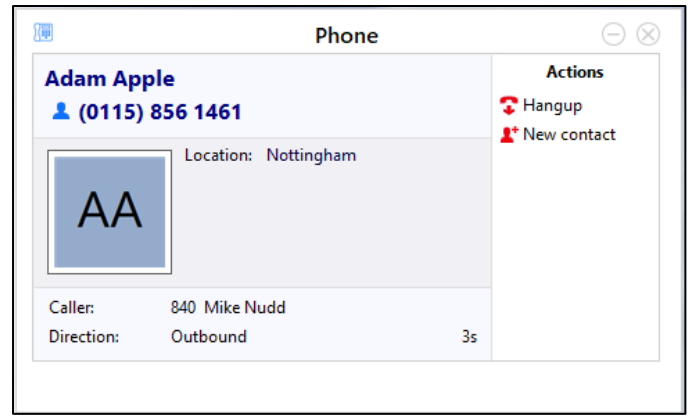 Phone
Adam Apple
(0115) 856 1461
Location: Nottingham
AA
Caller: 840 Mike Nudd
Direction: Outbound 3s
Actions
Hangup
New contact